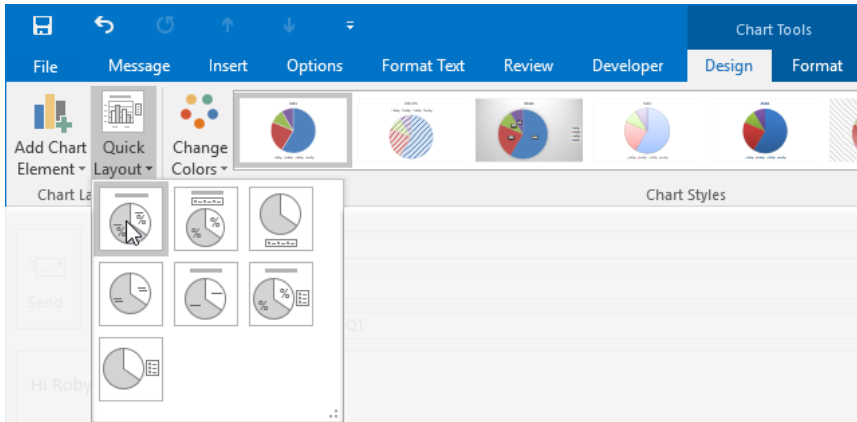 Chart Tools
File Message Insert Options Format Text Review Developer Design Format
Add Chart Element
Quick Layout
Change Colors
Chart La
Chart Styles
Send
Q1
Hi Roby